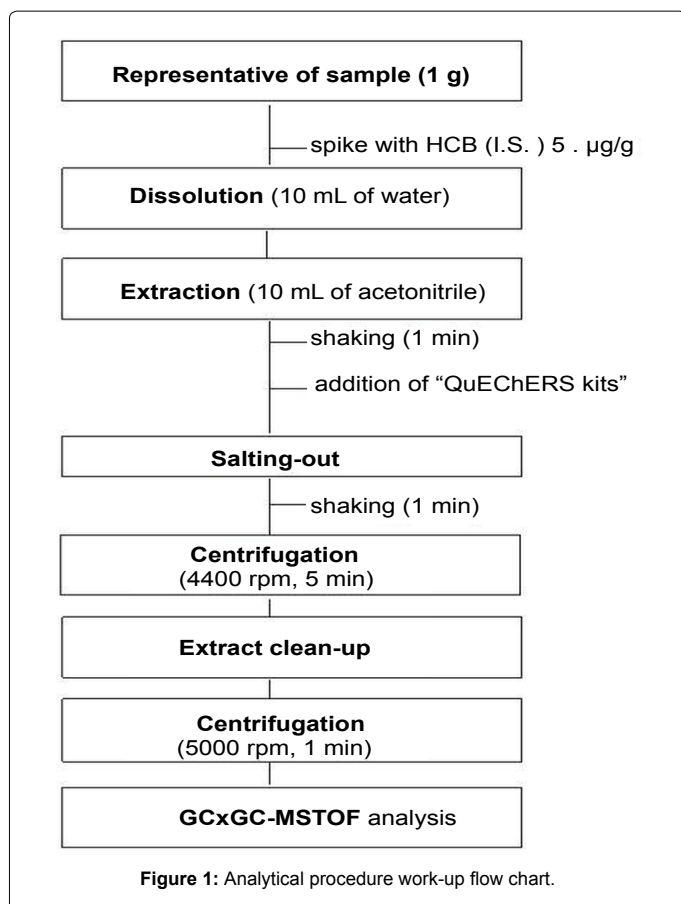 Representative of sample (1 g)
spike with HCB (I.S. ) 5 . µg/g
Dissolution (10 mL of water)
Extraction (10 mL of acetonitrile)
shaking (1 min)
addition of “QuEChERS kits”
Salting-out
shaking (1 min)
Centrifugation
(4400 rpm, 5 min)
Extract clean-up
Centrifugation
(5000 rpm, 1 min)
GCxGC-MSTOF analysis
Figure 1: Analytical procedure work-up flow chart.